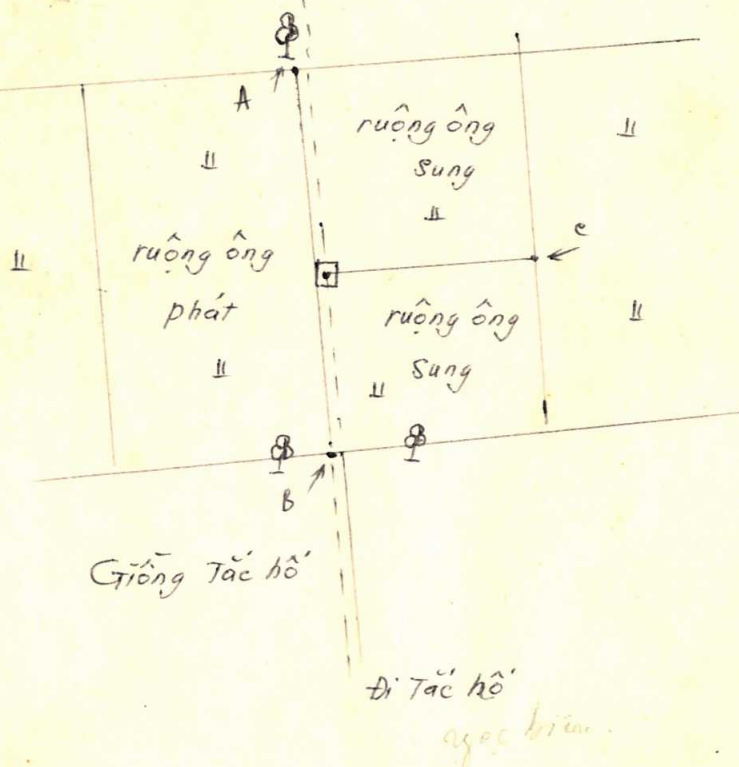 A
ruộng ông
Sung
c
ruộng ông
phát
ruộng ông
Sung
B
Giồng Tắc hố
Đi Tắc hố